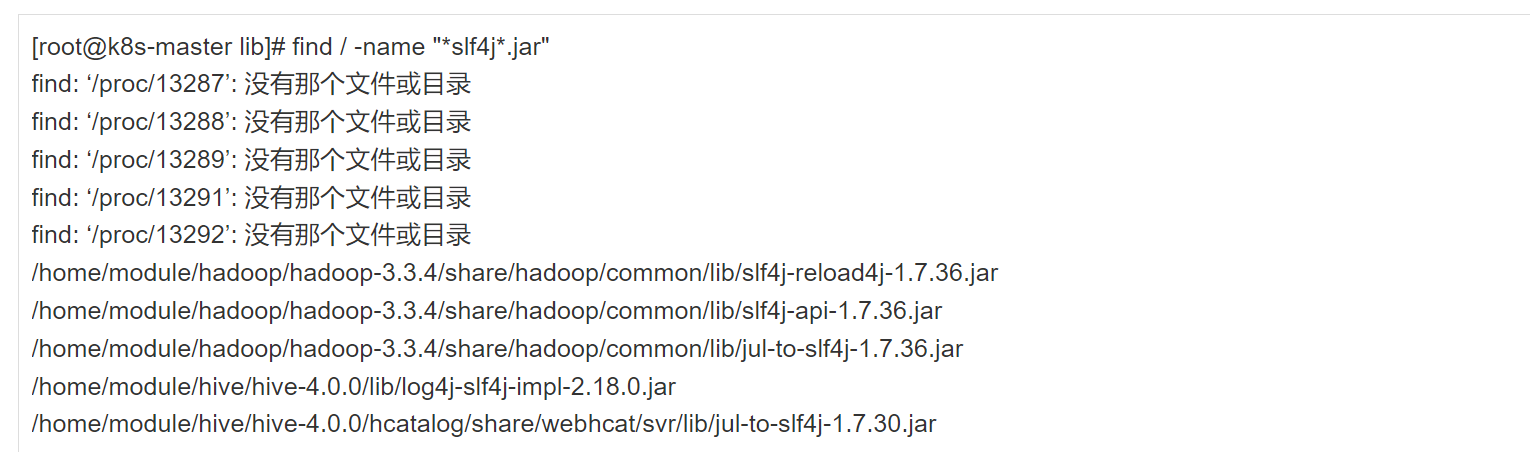 [root@k8s-master lib]# find / -name "*slf4j*.jar"
find: ‘/proc/13287’: 没有那个文件或目录
find: ‘/proc/13288’: 没有那个文件或目录
find: ‘/proc/13289’: 没有那个文件或目录
find: ‘/proc/13291’: 没有那个文件或目录
find: ‘/proc/13292’: 没有那个文件或目录
/home/module/hadoop/hadoop-3.3.4/share/hadoop/common/lib/slf4j-reload4j-1.7.36.jar
/home/module/hadoop/hadoop-3.3.4/share/hadoop/common/lib/slf4j-api-1.7.36.jar
/home/module/hadoop/hadoop-3.3.4/share/hadoop/common/lib/jul-to-slf4j-1.7.36.jar
/home/module/hive/hive-4.0.0/lib/log4j-slf4j-impl-2.18.0.jar
/home/module/hive/hive-4.0.0/hcatalog/share/webhcat/svr/lib/jul-to-slf4j-1.7.30.jar